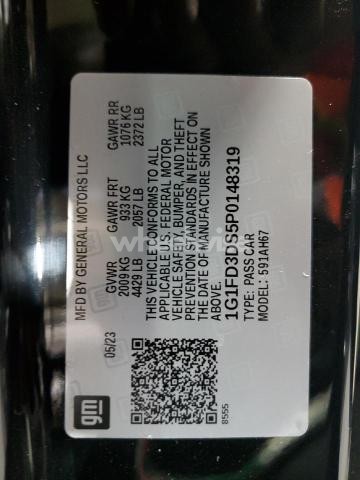 MFD BY GENERAL MOTORS LLC
05/23
GVWR GAWR FRT GAWR RR
2009 KG 933 KG 1076 KG
4429 LB 2057 LB 2372 LB
THIS VEHICLE CONFORMS TO ALL
APPLICABLE U.S. FEDERAL MOTOR
VEHICLE SAFETY, BUMPER, AND THEFT
PREVENTION STANDARDS IN EFFECT ON
THE DATE OF MANUFACTURE SHOWN
ABOVE.
1G1FD3DS5P0148319
TYPE: PASS CAR
MODEL: 591AH67
gm
8555